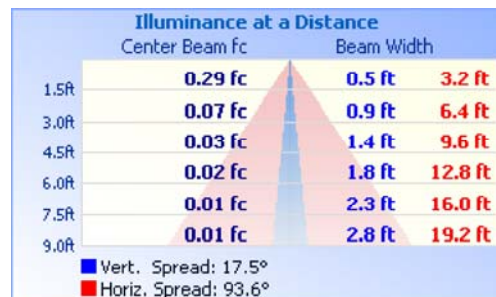 Illuminance at a Distance
Center Beam fc Beam Width
1.5ft 0.29 fc 0.5 ft 3.2 ft
3.0ft 0.07 fc 0.9 ft 6.4 ft
4.5ft 0.03 fc 1.4 ft 9.6 ft
6.0ft 0.02 fc 1.8 ft 12.8 ft
7.5ft 0.01 fc 2.3 ft 16.0 ft
9.0ft 0.01 fc 2.8 ft 19.2 ft
Vert. Spread: 17.5°
Horiz. Spread: 93.6°